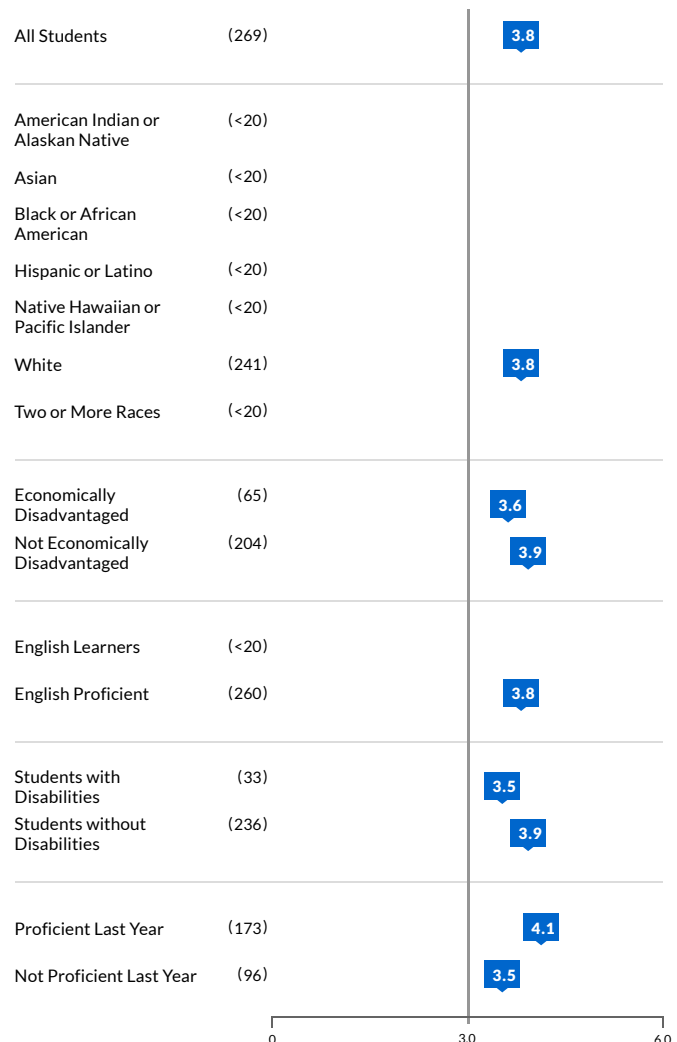 All Students (269) 3.8
American Indian or (<20)
Alaskan Native
Asian (<20)
Black or African (<20)
American
Hispanic or Latino (<20)
Native Hawaiian or (<20)
Pacific Islander
White (241) 3.8
Two or More Races (<20)
Economically (65) 3.6
Disadvantaged
Not Economically (204) 3.9
Disadvantaged
English Learners (<20)
English Proficient (260) 3.8
Students with (33) 3.5
Disabilities
Students without (236) 3.9
Disabilities
Proficient Last Year (173) 4.1
Not Proficient Last Year (96) 3.5
0 3.0 6.0